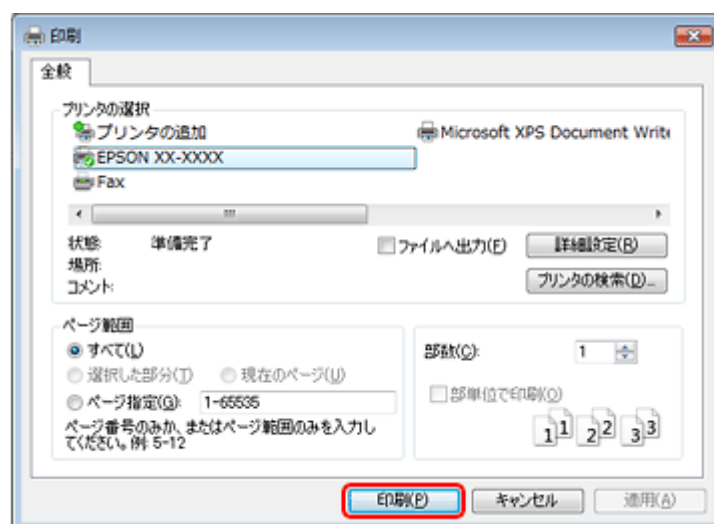 印刷
全般
プリンタの選択
プリンタの追加
Microsoft XPS Document Write
EPSON XX-XXXX
Fax
状態: 準備完了
ファイルへ出力(F)
詳細設定(R)
場所:
コメント:
プリンタの検索(D)...
ページ範囲
すべて(L)
選択した部分(T) 現在のページ(U)
ページ指定(G): 1-65535
ページ番号のみか、またはページ範囲のみを入力し
てください。例: 5-12
部数(C): 1
部単位で印刷(O)
1 1 2 2 3 3
印刷(P) キャンセル 適用(A)